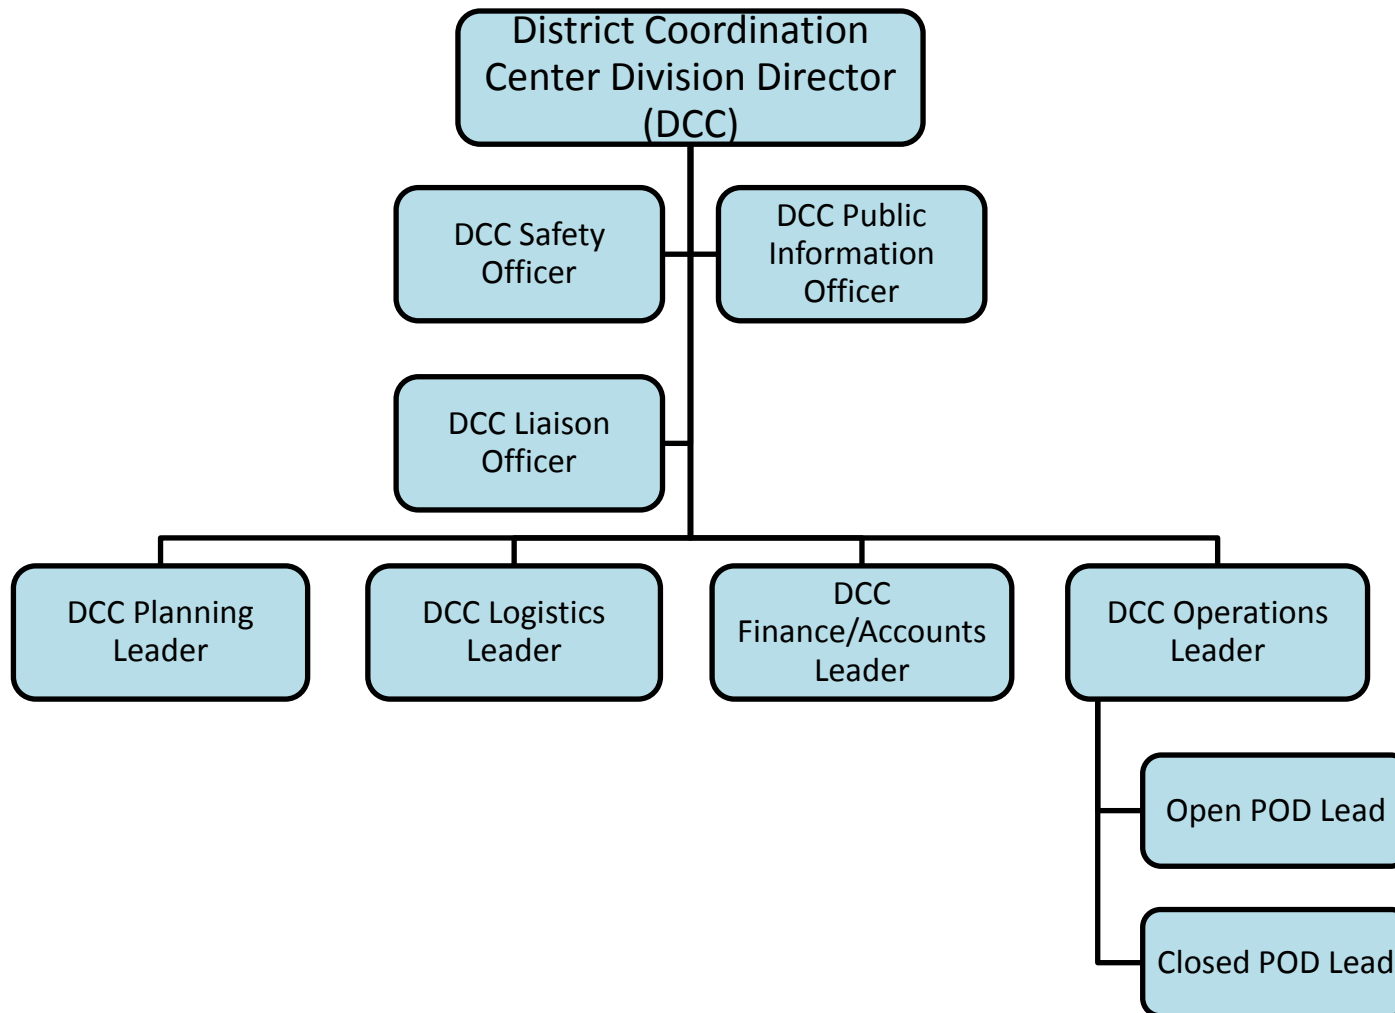 District Coordination
Center Division Director
(DCC)
DCC Safety
Officer
DCC Public
Information
Officer
DCC Liaison
Officer
DCC Planning
Leader
DCC Logistics
Leader
DCC
Finance/Accounts
Leader
DCC Operations
Leader
Open POD Lead
Closed POD Lead